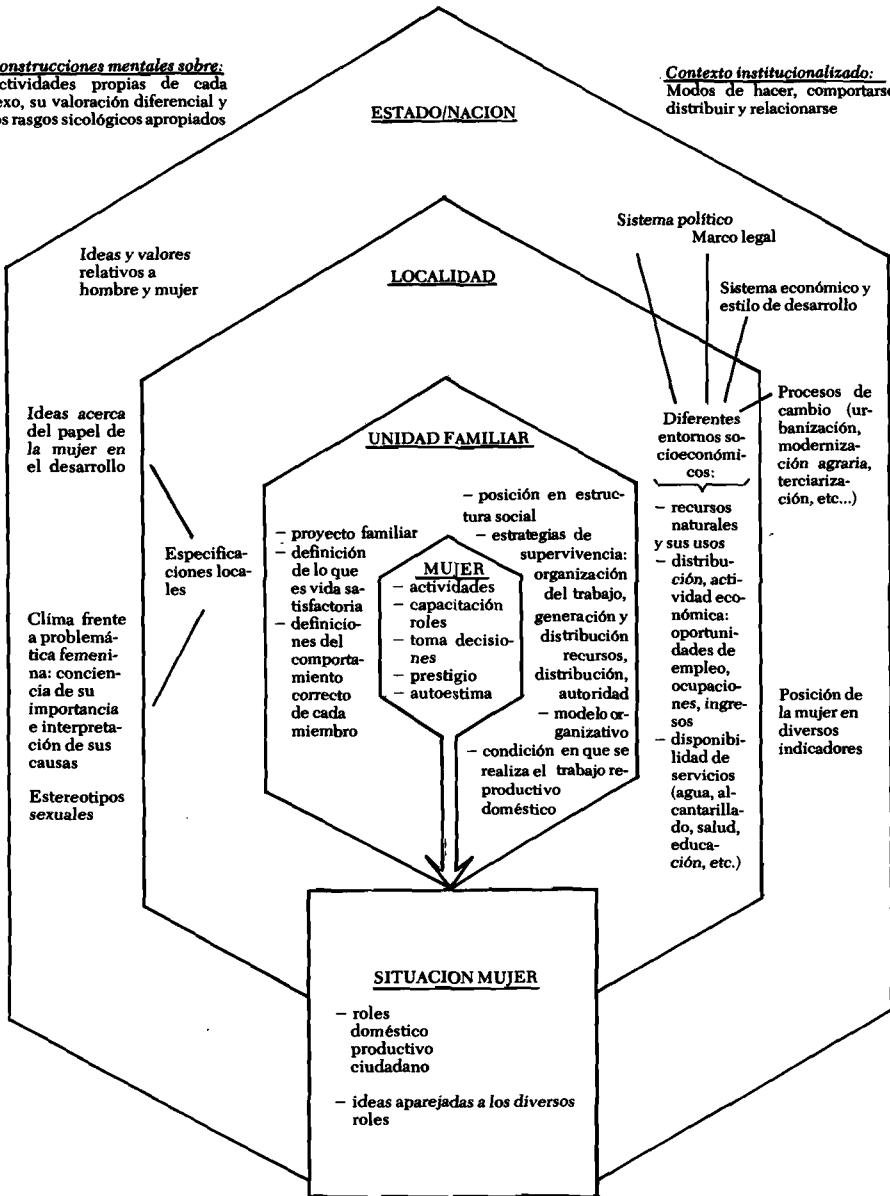 onstrucciones mentales sobre:
ctividades propias de cada
exo, su valoración diferencial y
os rasgos sicológicos apropiados
Contexto institucionalizado:
Modos de hacer, comportarse
distribuir y relacionarse
ESTADO/NACION
Ideas y valores
relativos a
hombre y mujer
Sistema político
Marco legal
Sistema económico y
estilo de desarrollo
LOCALIDAD
Ideas acerca
del papel de
la mujer en
el desarrollo
Procesos de
cambio (ur-
banización,
moderniza-
ción agraria,
terciariza-
ción, etc...)
Diferentes
entornos so-
cioeconómi-
cos:
UNIDAD FAMILIAR
Especifica-
ciones loca-
les
– proyecto familiar
– definición
de lo que
es vida sa-
tisfactoria
– definicio-
nes del
comporta-
miento
correcto
de cada
miembro
MUJER
– actividades
– capacitación
roles
– toma decisio-
nes
– prestigio
– autoestima
– posición en estruc-
tura social
– estrategias de
supervivencia:
organización
del trabajo,
generación y
distribución
recursos,
distribución,
autoridad
– modelo or-
ganizativo
– condición en que se
realiza el trabajo re-
productivo
doméstico
– recursos
naturales
y sus usos
– distribu-
ción, acti-
vidad eco-
nómica:
oportuni-
dades de
empleo,
ocupacio-
nes, ingre-
sos
– disponibi-
lidad de
servicios
(agua, al-
cantarilla-
do, salud,
educa-
ción, etc.)
Clima frente
a problemá-
tica femeni-
na: concien-
cia de su
importancia
e interpreta-
ción de sus
causas
Estereotipos
sexuales
Posición de
la mujer en
diversos
indicadores
SITUACION MUJER
– roles
doméstico
productivo
ciudadano
– ideas aparejadas a los diversos
roles